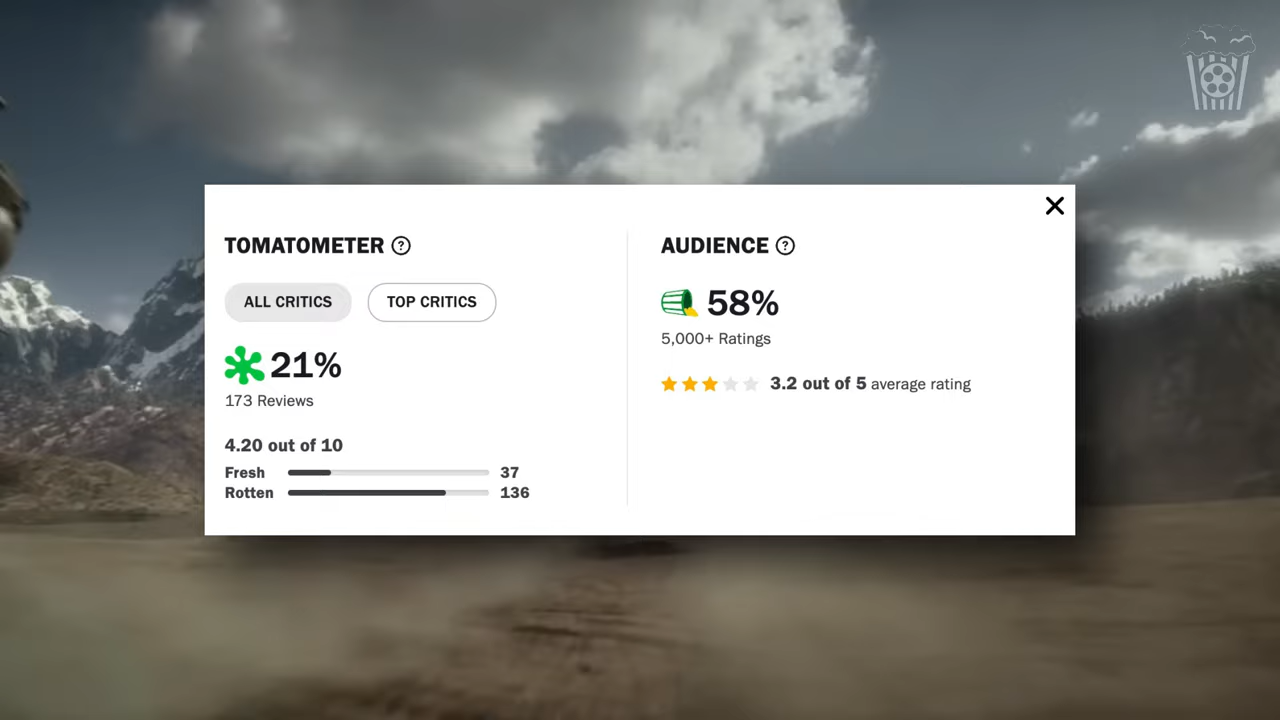 TOMATOMETER ?
ALL CRITICS
TOP CRITICS
21%
173 Reviews
4.20 out of 10
Fresh 37
Rotten 136
AUDIENCE ?
58%
5,000+ Ratings
3.2 out of 5 average rating